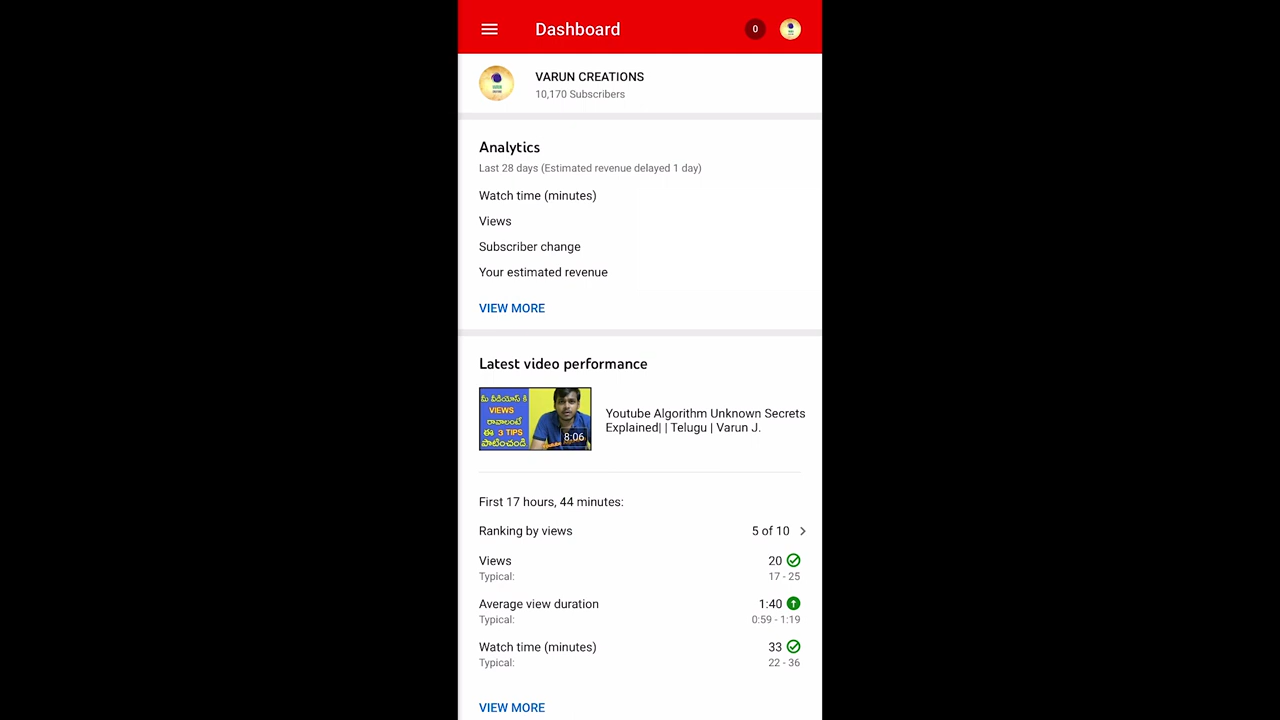 Dashboard
0
VARUN CREATIONS
10,170 Subscribers
Analytics
Last 28 days (Estimated revenue delayed 1 day)
Watch time (minutes)
Views
Subscriber change
Your estimated revenue
VIEW MORE
Latest video performance
మీ వీడియోస్ కి
VIEWS
రావాలంటే
ఈ 3 TIPS
పాటించండి
8:06
Youtube Algorithm Unknown Secrets
Explained| | Telugu | Varun J.
First 17 hours, 44 minutes:
Ranking by views 5 of 10
Views 20
Typical: 17 - 25
Average view duration 1:40
Typical: 0:59 - 1:19
Watch time (minutes) 33
Typical: 22 - 36
VIEW MORE